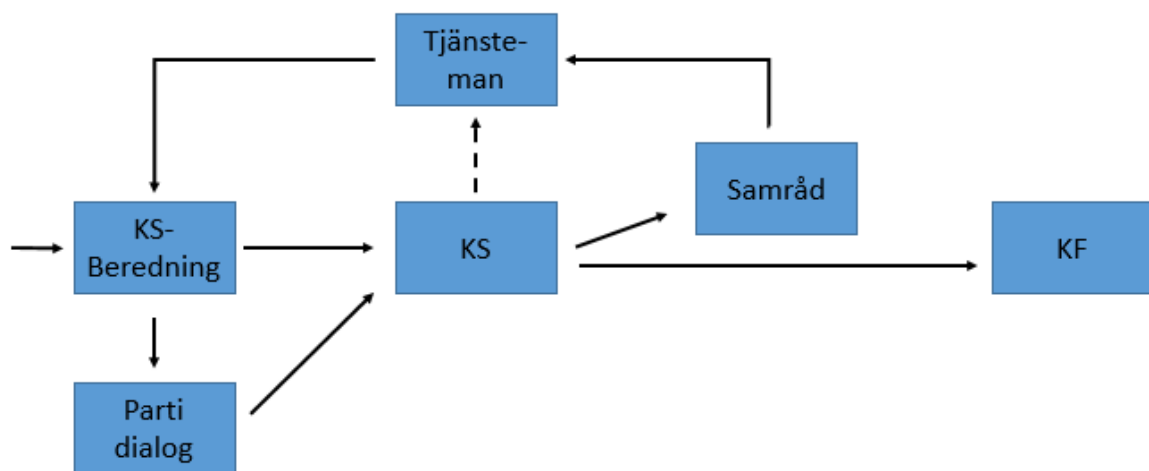 Tjänste-
man
Samråd
KS-
Beredning
KS
KF
Parti
dialog